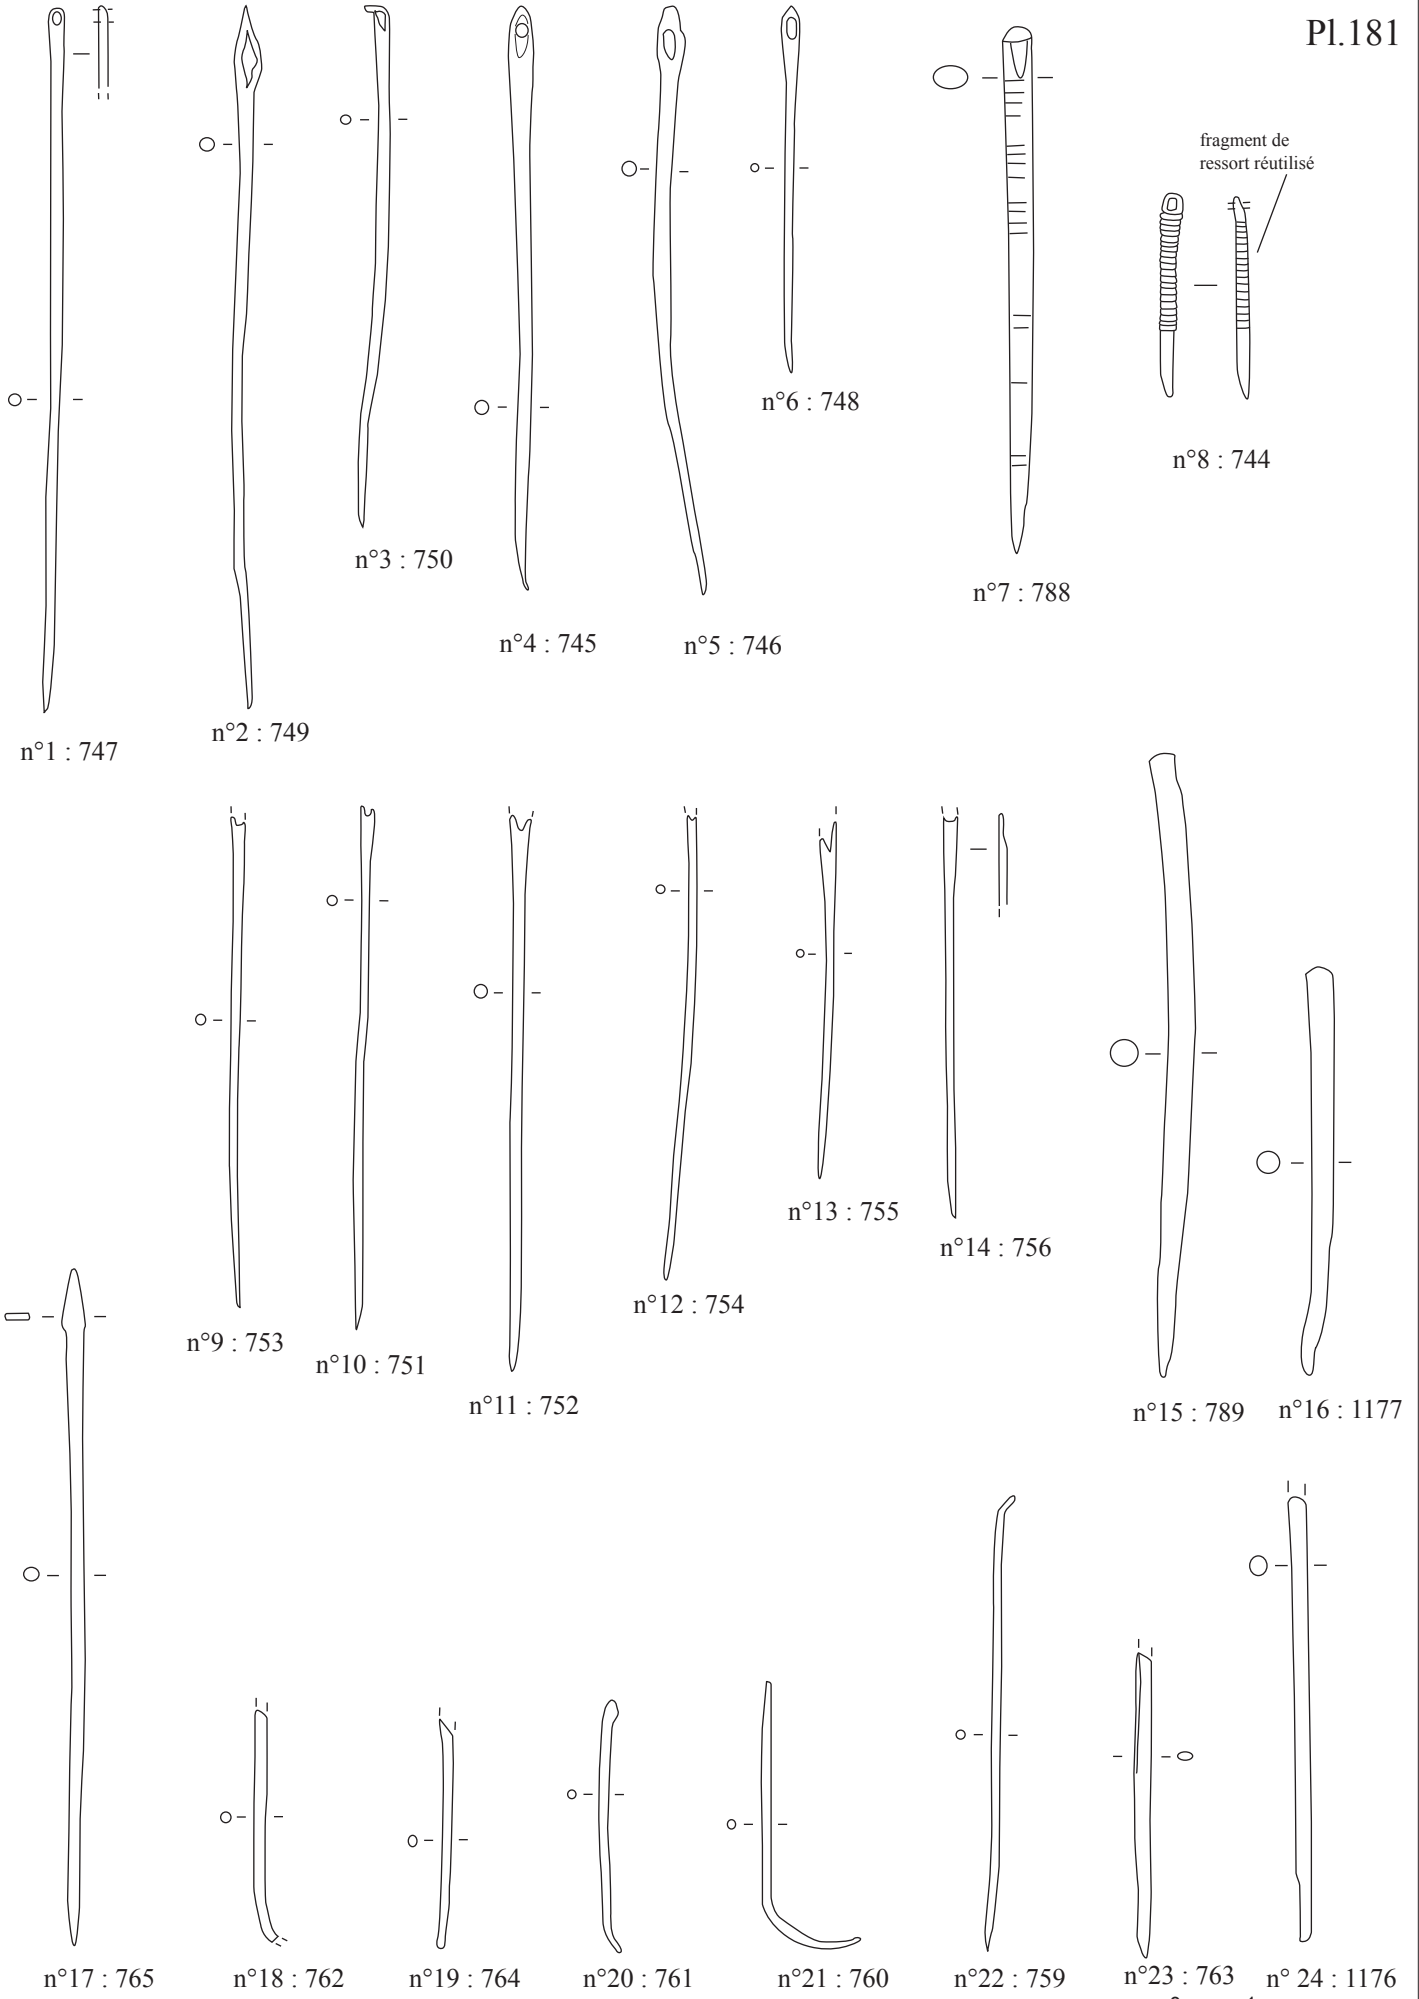 Pl.181
fragment de
ressort réutilisé
n°6 : 748
n°8 : 744
n°3 : 750
n°7 : 788
n°4 : 745
n°5 : 746
n°2 : 749
n°1 : 747
n°13 : 755
n°14 : 756
n°12 : 754
n°9 : 753
n°10 : 751
n°11 : 752
n°15 : 789
n°16 : 1177
n°17 : 765
n°18 : 762
n°19 : 764
n°20 : 761
n°21 : 760
n°22 : 759
n°23 : 763
n° 24 : 1176